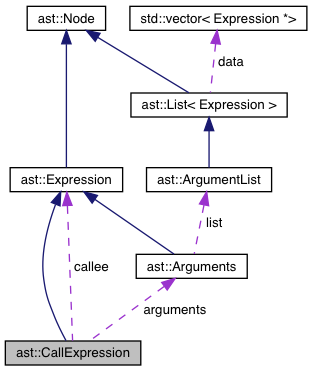 ast::Node
std::vector< Expression *>
data
ast::List< Expression >
ast::Expression
ast::ArgumentList
list
callee
ast::Arguments
arguments
ast::CallExpression